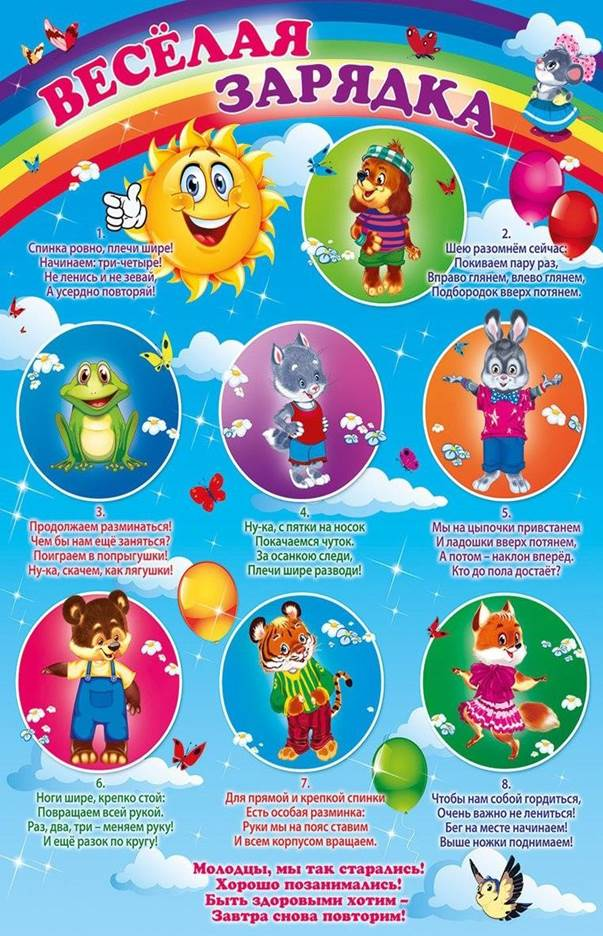 ВЕСЁЛАЯ
ЗАРЯДКА
1.
Спинка ровно, плечи шире!
Начинаем: три-четыре!
Не ленись и не зевай,
А усердно повторяй!
2.
Шею разомнём сейчас:
Покиваем пару раз,
Вправо глянем, влево глянем,
Подбородок вверх потянем.
3.
Продолжаем разминаться!
Чем бы нам ещё заняться?
Поиграем в попрыгушки!
Ну-ка, скачем, как лягушки!
4.
Ну-ка, с пятки на носок
Покачаемся чуток.
За осанкою следи,
Плечи шире разводи!
5.
Мы на цыпочки привстанем
И ладошки вверх потянем,
А потом – наклон вперёд.
Кто до пола достаёт?
6.
Ноги шире, крепко стой:
Повращаем всей рукой.
Раз, два, три – меняем руку!
И ещё разок по кругу!
7.
Для прямой и крепкой спинки
Есть особая разминка:
Руки мы на пояс ставим
И всем корпусом вращаем.
8.
Чтобы нам собой гордиться,
Очень важно не лениться!
Бег на месте начинаем!
Выше ножки поднимаем!
Молодцы, мы так старались!
Хорошо позанимались!
Быть здоровыми хотим –
Завтра снова повторим!